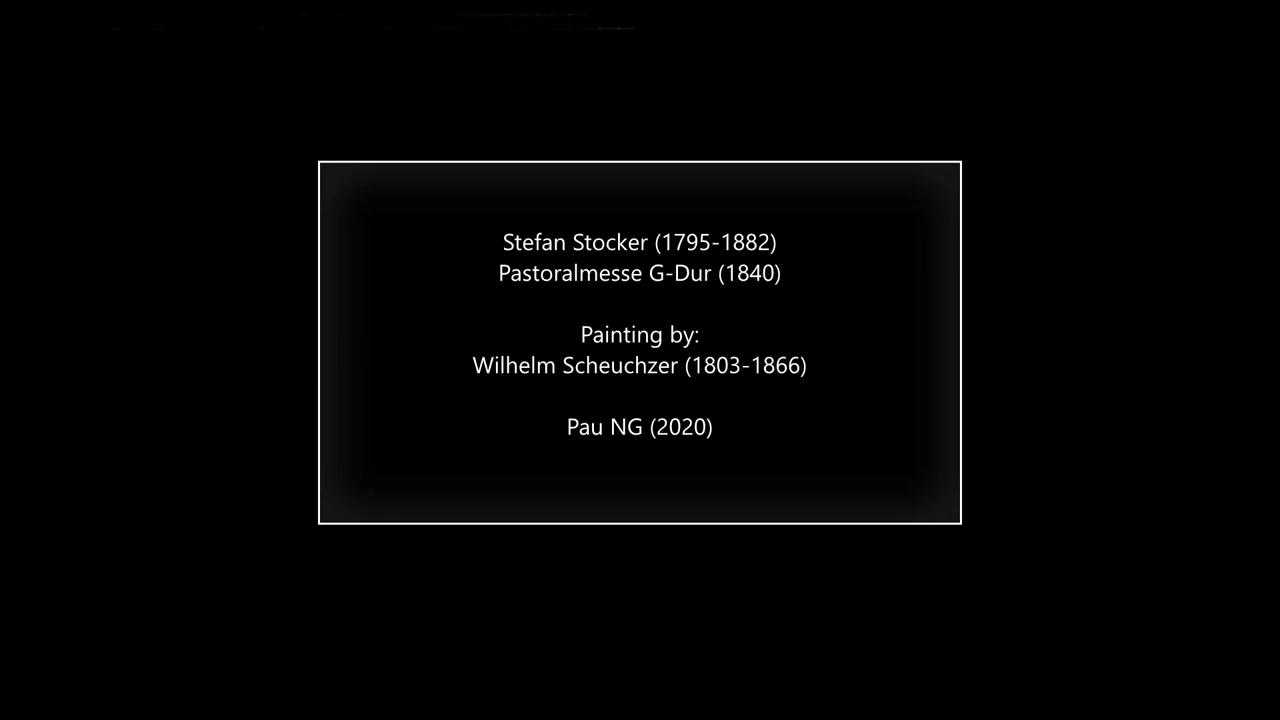 Stefan Stocker (1795-1882)
Pastoralmesse G-Dur (1840)
Painting by:
Wilhelm Scheuchzer (1803-1866)
Pau NG (2020)